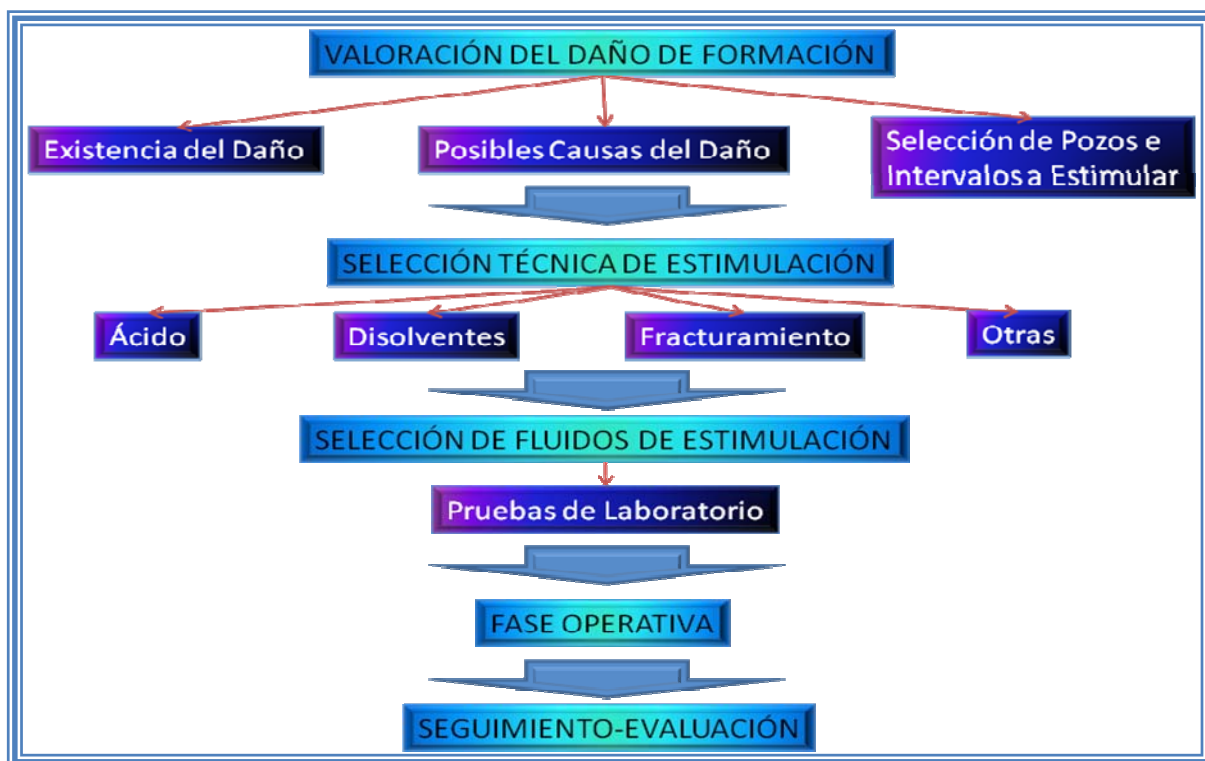 VALORACIÓN DEL DAÑO DE FORMACIÓN
Existencia del Daño
Posibles Causas del Daño
Selección de Pozos e
Intervalos a Estimular
SELECCIÓN TÉCNICA DE ESTIMULACIÓN
Ácido
Disolventes
Fracturamiento
Otras
SELECCIÓN DE FLUIDOS DE ESTIMULACIÓN
Pruebas de Laboratorio
FASE OPERATIVA
SEGUIMIENTO-EVALUACIÓN